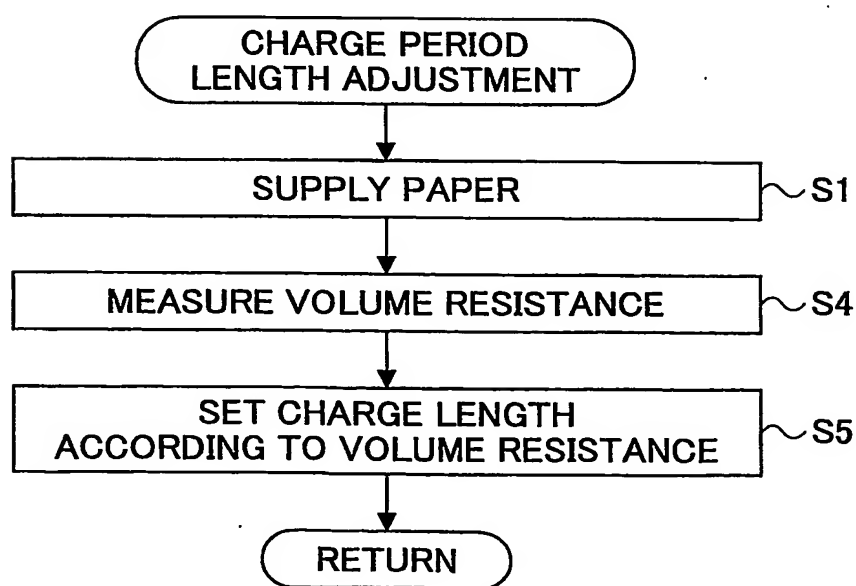 CHARGE PERIOD
LENGTH ADJUSTMENT
SUPPLY PAPER
S1
MEASURE VOLUME RESISTANCE
S4
SET CHARGE LENGTH
ACCORDING TO VOLUME RESISTANCE
S5
RETURN